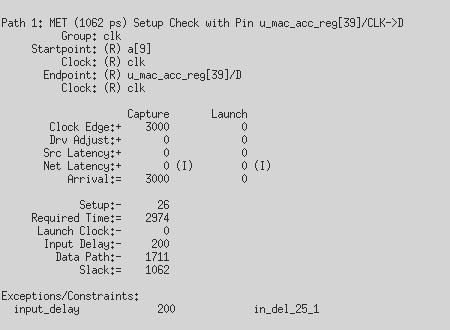 Path 1: MET (1062 ps) Setup Check with Pin u_mac_acc_reg[39]/CLK->D
Group: clk
Startpoint: (R) a[9]
Clock: (R) clk
Endpoint: (R) u_mac_acc_reg[39]/D
Clock: (R) clk
Capture Launch
Clock Edge:+ 3000 0
Drv Adjust:+ 0 0
Src Latency:+ 0 0
Net Latency:+ 0 (I) 0 (I)
Arrival:= 3000 0
Setup:- 26
Required Time:= 2974
Launch Clock:- 0
Input Delay:- 200
Data Path:- 1711
Slack:= 1062
Exceptions/Constraints:
input_delay 200 in_del_25_1